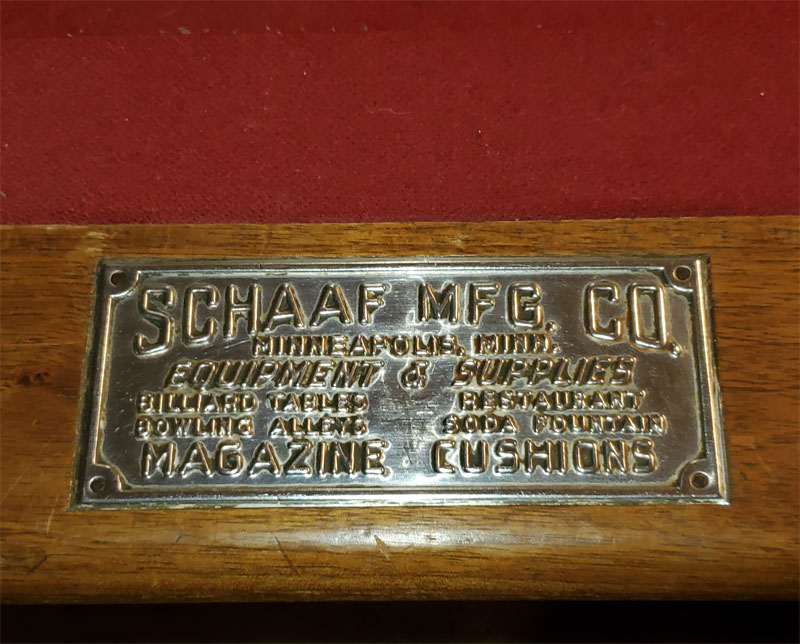 SCHAAF MFG. CO.
MINNEAPOLIS, MINN.
EQUIPMENT & SUPPLIES
BILLIARD TABLES RESTAURANT
BOWLING ALLEYS SODA FOUNTAIN
MAGAZINE CUSHIONS